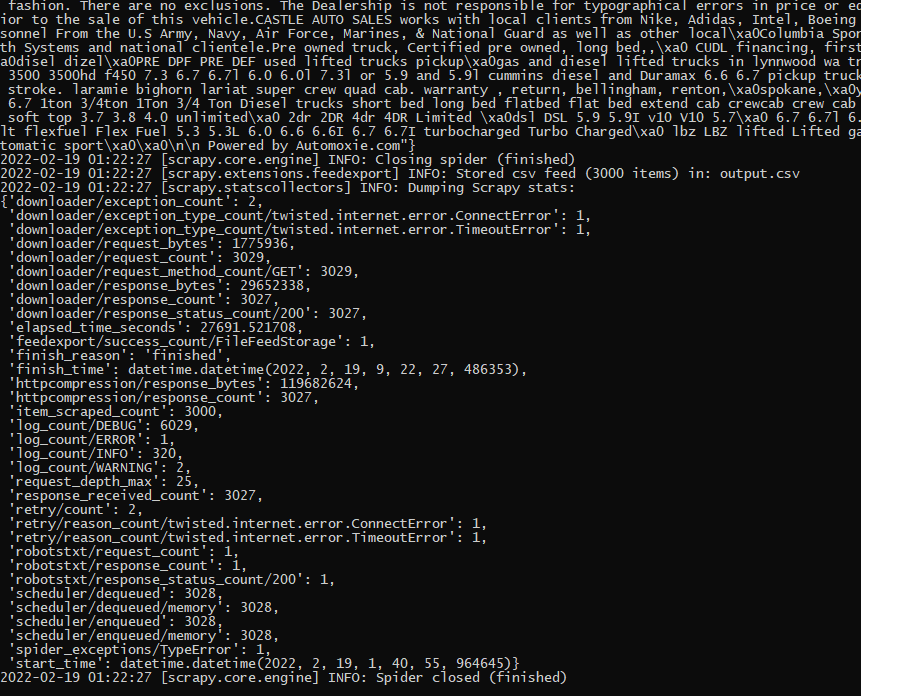 fashion. There are no exclusions. The Dealership is not responsible for typographical errors in price or
ior to the sale of this vehicle.CASTLE AUTO SALES works with local clients from Nike, Adidas, Intel, Boeing
sonnel From the U.S Army, Navy, Air Force, Marines, & National Guard as well as other local\xa0Columbia Spor
th Systems and national clientele.Pre owned truck, Certified pre owned, long bed,,\xa0 CUDL financing, first
a0disel dizel\xa0PRE DPF PRE DEF used lifted trucks pickup\xa0gas and diesel lifted trucks in lynnwood wa tr
3500 3500hd f450 7.3 6.7 6.7l 6.0 6.0l 7.3l or 5.9 and 5.9l cummins diesel and Duramax 6.6 6.7 pickup truck
stroke. laramie bighorn lariat super crew quad cab. warranty , return, bellingham, renton,\xa0spokane,\xa0y
6.7 1ton 3/4ton 1Ton 3/4 Ton Diesel trucks short bed long bed flatbed flat bed extend cab crewcab crew cab
soft top 3.7 3.8 4.0 unlimited\xa0 2dr 2DR 4dr 4DR Limited \xa0dsl DSL 5.9 5.9I v10 V10 5.7\xa0 6.7 6.7l 6.
lt flexfuel Flex Fuel 5.3 5.3L 6.0 6.6 6.6I 6.7 6.7I turbocharged Turbo Charged\xa0 lbz LBZ lifted Lifted ga
tomatic sport\xa0\xa0\n\n Powered by Automoxie.com"}
2022-02-19 01:22:27 [scrapy.core.engine] INFO: Closing spider (finished)
2022-02-19 01:22:27 [scrapy.extensions.feedexport] INFO: Stored csv feed (3000 items) in: output.csv
2022-02-19 01:22:27 [scrapy.statscollectors] INFO: Dumping Scrapy stats:
{'downloader/exception_count': 2,
'downloader/exception_type_count/twisted.internet.error.ConnectError': 1,
'downloader/exception_type_count/twisted.internet.error.TimeoutError': 1,
'downloader/request_bytes': 1775936,
'downloader/request_count': 3029,
'downloader/request_method_count/GET': 3029,
'downloader/response_bytes': 29652338,
'downloader/response_count': 3027,
'downloader/response_status_count/200': 3027,
'elapsed_time_seconds': 27691.521708,
'feedexport/success_count/FileFeedStorage': 1,
'finish_reason': 'finished',
'finish_time': datetime.datetime(2022, 2, 19, 9, 22, 27, 486353),
'httpcompression/response_bytes': 119682624,
'httpcompression/response_count': 3027,
'item_scraped_count': 3000,
'log_count/DEBUG': 6029,
'log_count/ERROR': 1,
'log_count/INFO': 320,
'log_count/WARNING': 2,
'request_depth_max': 25,
'response_received_count': 3027,
'retry/count': 2,
'retry/reason_count/twisted.internet.error.ConnectError': 1,
'retry/reason_count/twisted.internet.error.TimeoutError': 1,
'robotstxt/request_count': 1,
'robotstxt/response_count': 1,
'robotstxt/response_status_count/200': 1,
'scheduler/dequeued': 3028,
'scheduler/dequeued/memory': 3028,
'scheduler/enqueued': 3028,
'scheduler/enqueued/memory': 3028,
'spider_exceptions/TypeError': 1,
'start_time': datetime.datetime(2022, 2, 19, 1, 40, 55, 964645)}
2022-02-19 01:22:27 [scrapy.core.engine] INFO: Spider closed (finished)